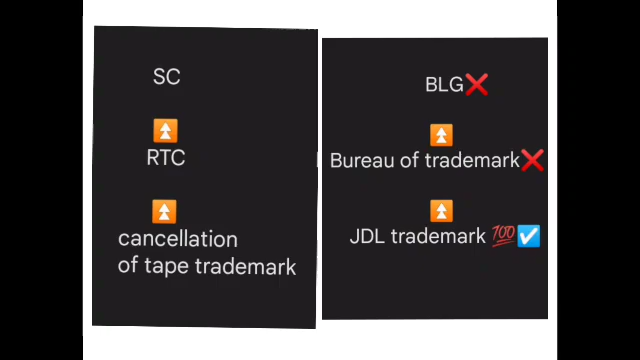 SC
⏫
RTC
⏫
cancellation
of tape trademark
BLG❌
⏫
Bureau of trademark❌
⏫
JDL trademark 💯☑️